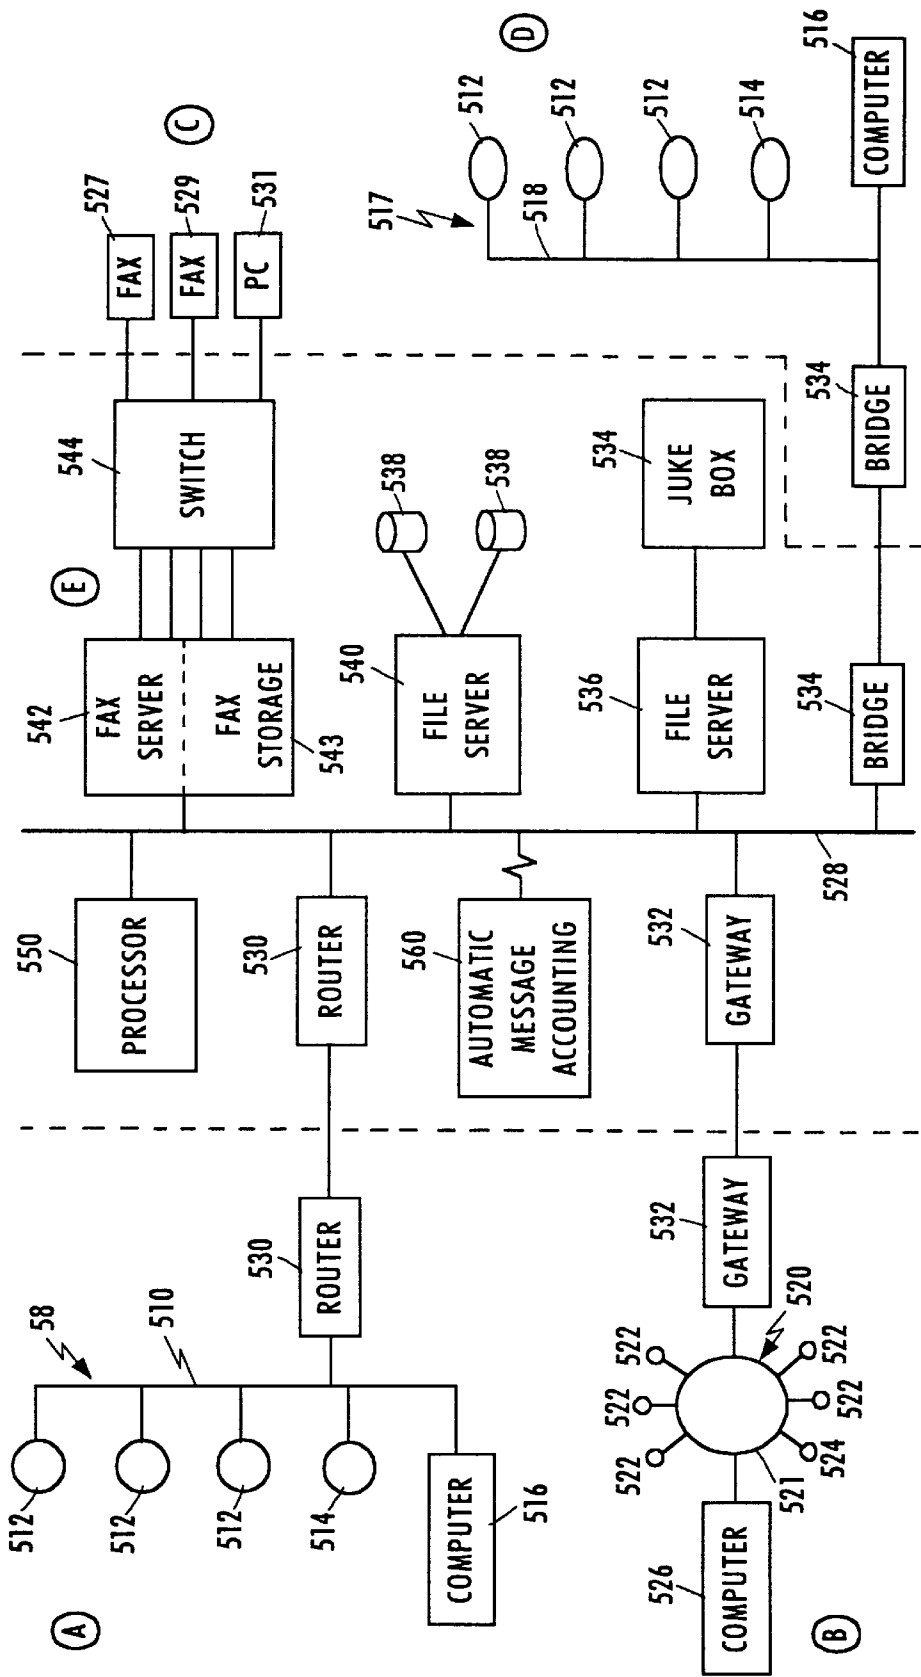 A
512
512
512
514
58
510
COMPUTER
516
530
ROUTER
530
ROUTER
550
PROCESSOR
542
FAX
SERVER
FAX
STORAGE
543
E
544
SWITCH
527
FAX
529
FAX
531
PC
C
560
AUTOMATIC
MESSAGE
ACCOUNTING
540
FILE
SERVER
538
538
517
518
512
512
512
514
D
B
526
COMPUTER
522
522
522
521
524
522
522
520
532
GATEWAY
532
GATEWAY
528
536
FILE
SERVER
534
JUKE
BOX
534
BRIDGE
534
BRIDGE
516
COMPUTER